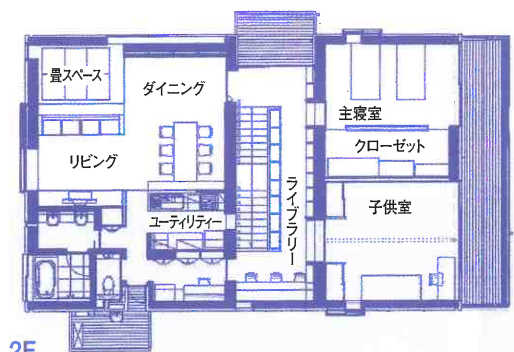 畳スペース
ダイニング
主寝室
クローゼット
リビング
ライブラリー
子供室
ユーティリティー
2F